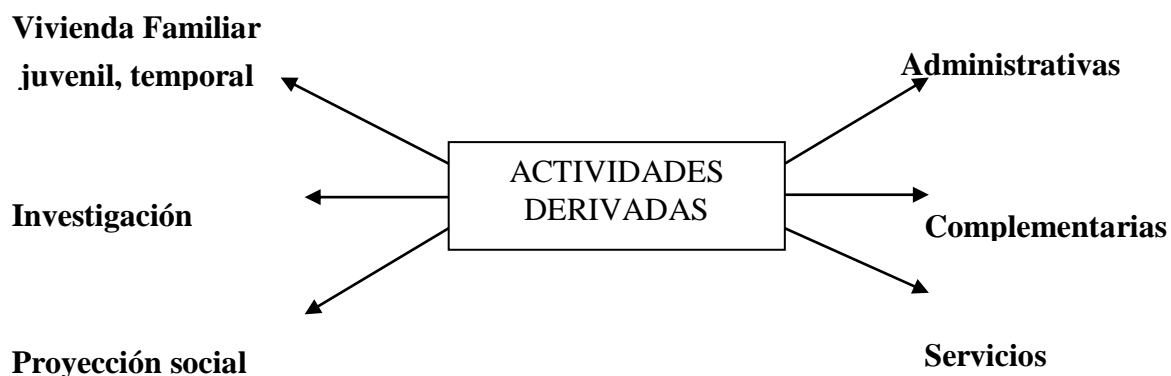 Vivienda Familiar
juvenil, temporal
Administrativas
ACTIVIDADES
DERIVADAS
Investigación
Complementarias
Proyección social
Servicios